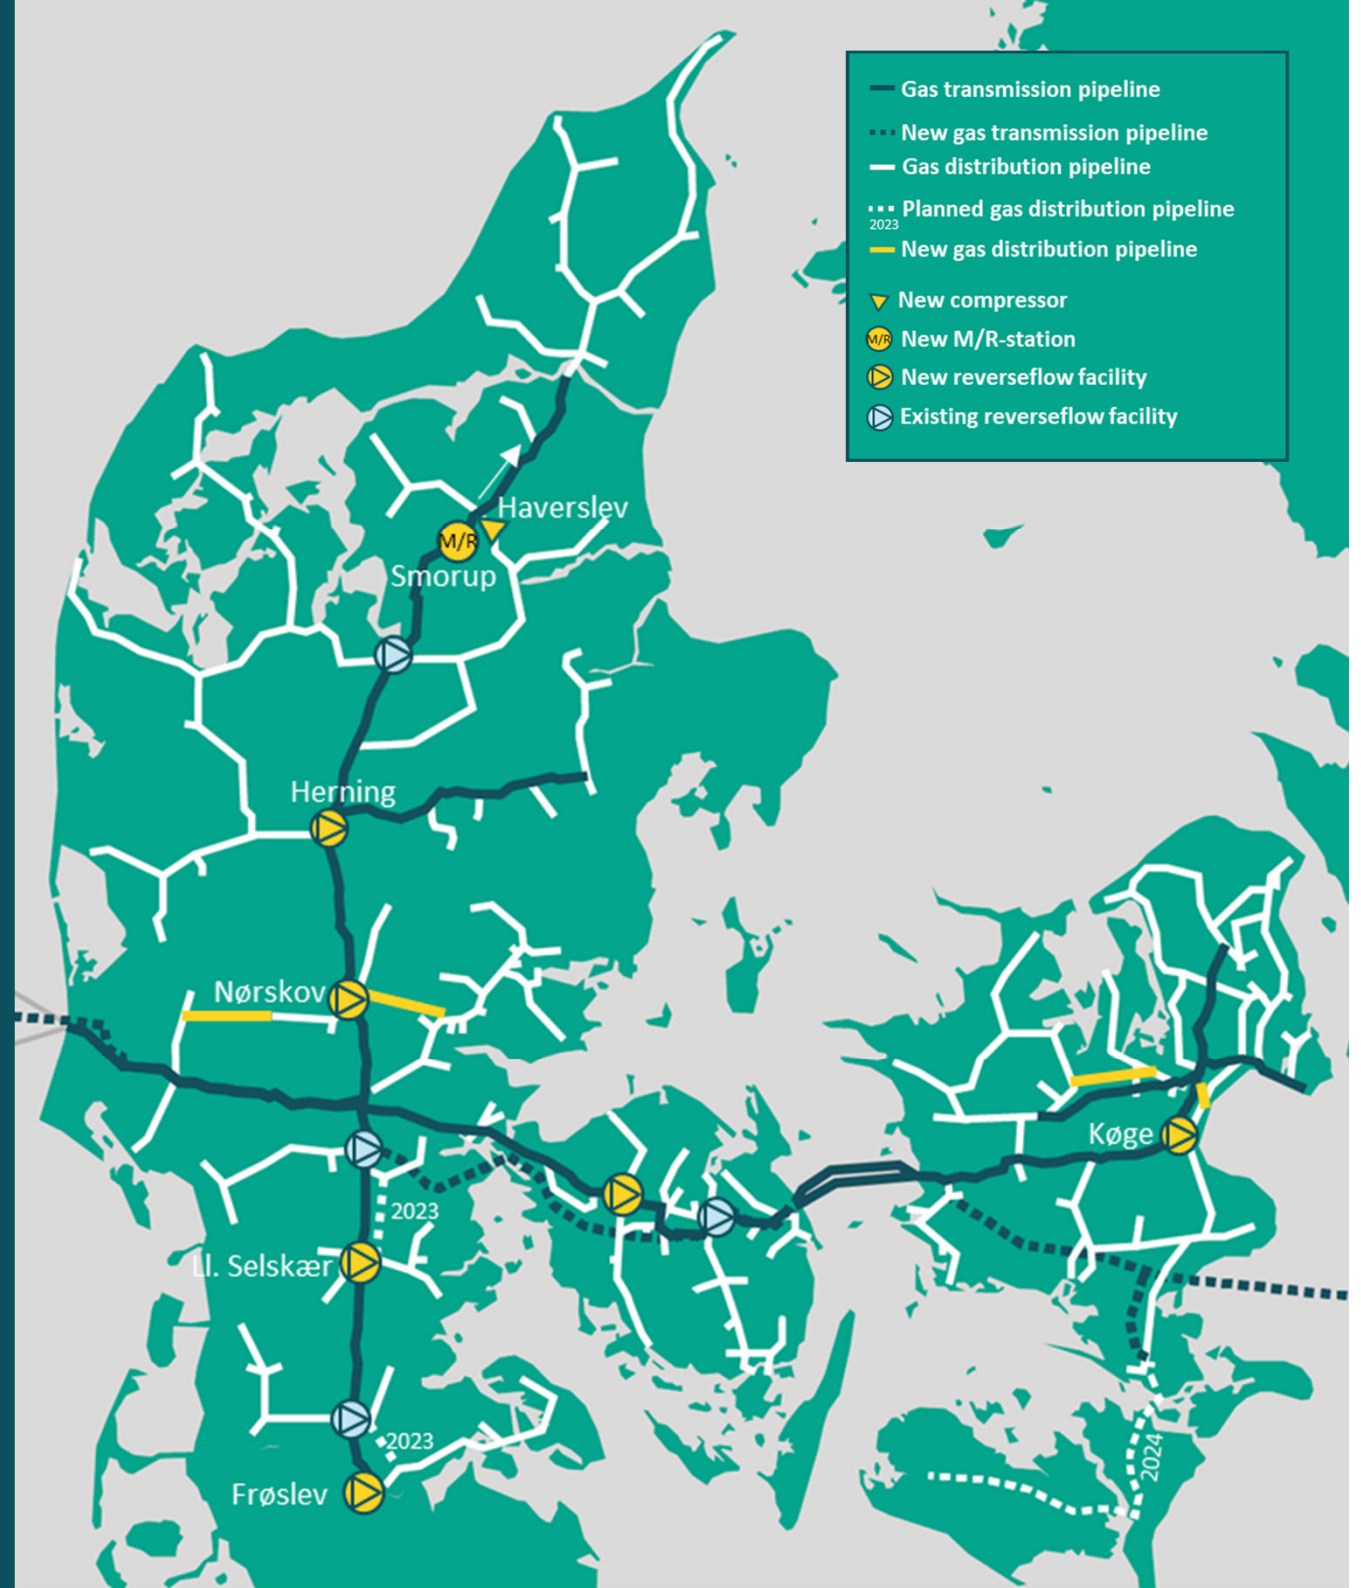 Gas transmission pipeline
New gas transmission pipeline
Gas distribution pipeline
Planned gas distribution pipeline
2023
New gas distribution pipeline
New compressor
M/R New M/R-station
New reverseflow facility
Existing reverseflow facility
Haverslev
M/R
Smorup
Herning
Nørskov
Køge
2023
Ll. Selskær
2023
2024
Frøslev